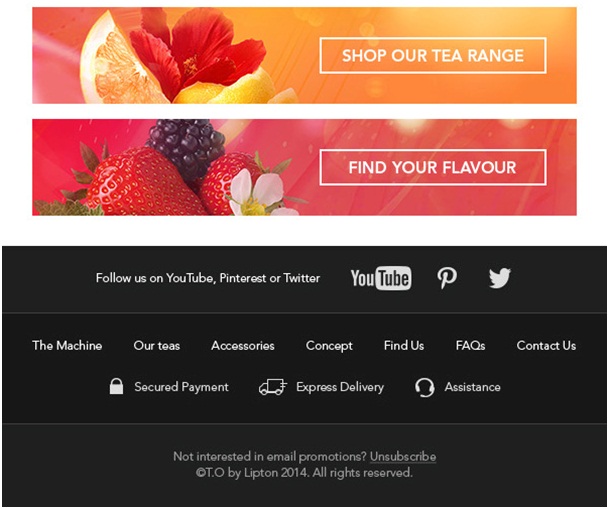 SHOP OUR TEA RANGE
FIND YOUR FLAVOUR
Follow us on YouTube, Pinterest or Twitter YouTube
The Machine Our teas Accessories Concept Find Us FAQs Contact Us
Secured Payment Express Delivery Assistance
Not interested in email promotions? Unsubscribe
©T.O by Lipton 2014. All rights reserved.